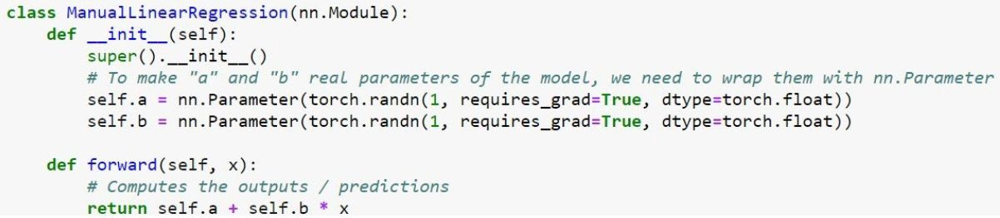 class ManualLinearRegression(nn.Module):
    def __init__(self):
        super().__init__()
        # To make "a" and "b" real parameters of the model, we need to wrap them with nn.Parameter
        self.a = nn.Parameter(torch.randn(1, requires_grad=True, dtype=torch.float))
        self.b = nn.Parameter(torch.randn(1, requires_grad=True, dtype=torch.float))
    def forward(self, x):
        # Computes the outputs / predictions
        return self.a + self.b * x